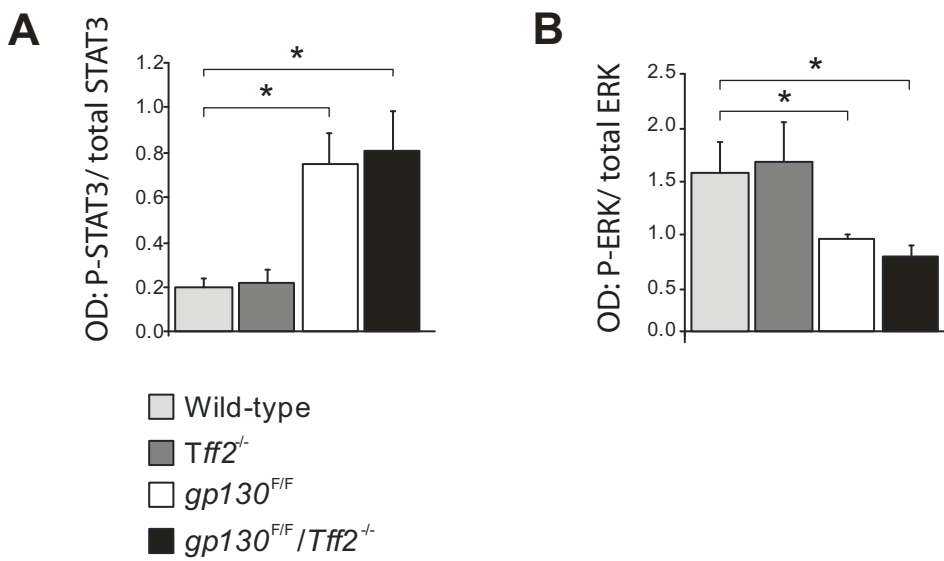 A
OD: P-STAT3/ total STAT3
1.2
1.0
0.8
0.6
0.4
0.2
0.0
*
*
B
OD: P-ERK/ total ERK
2.5
2.0
1.5
1.0
0.5
0.0
*
*
Wild-type
Tff2-/-
gp130F/F
gp130F/F/Tff2-/-